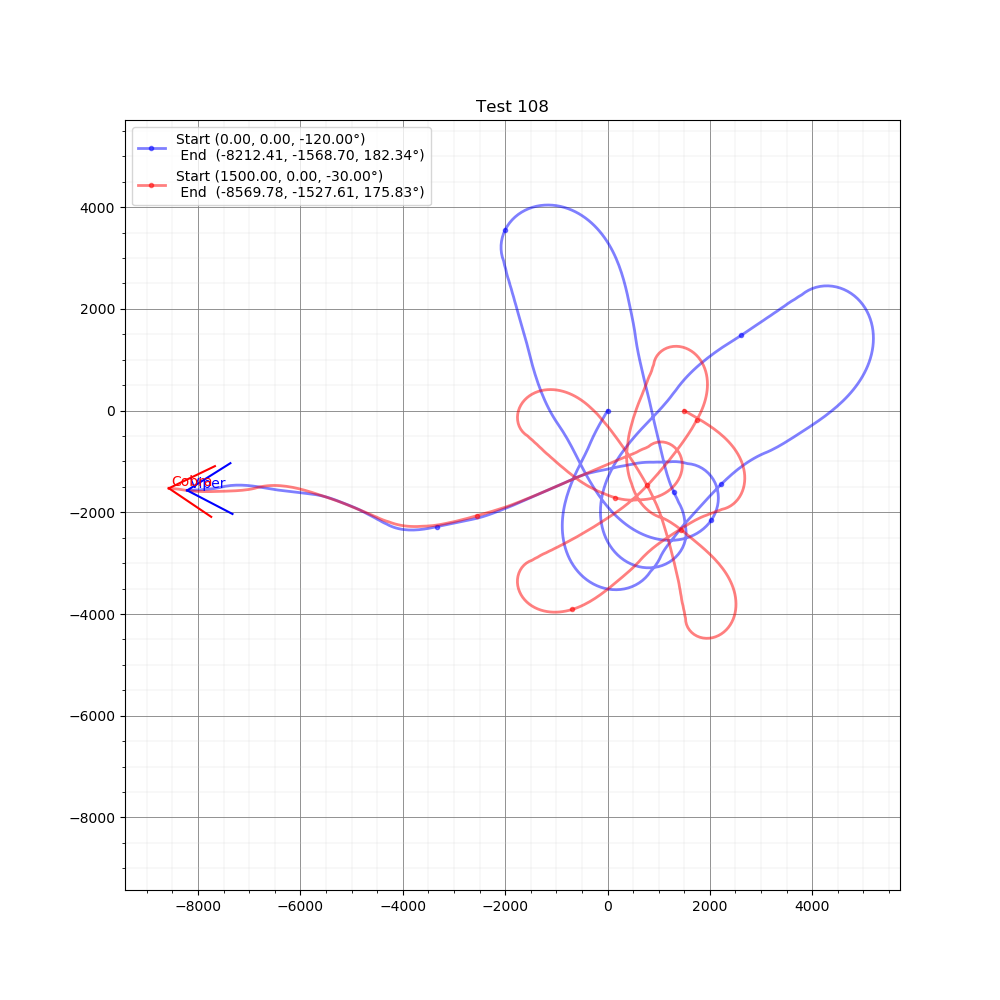 Test 108
Start (0.00, 0.00, -120.00°)
End (-8212.41, -1568.70, 182.34°)
Start (1500.00, 0.00, -30.00°)
End (-8569.78, -1527.61, 175.83°)
4000
2000
0
−2000
−4000
−6000
−8000
−8000 −6000 −4000 −2000 0 2000 4000